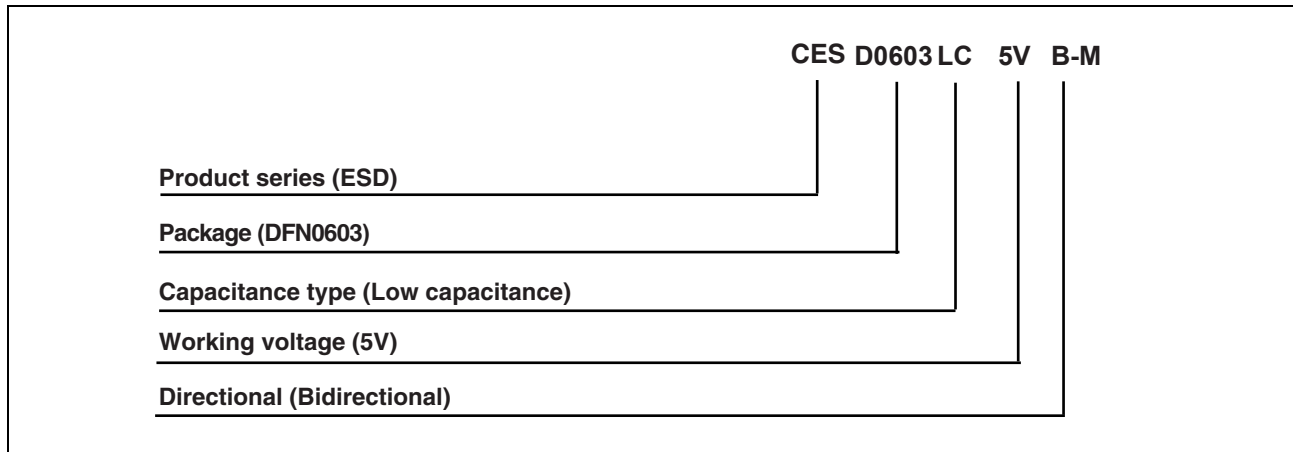 CES D0603 LC 5V B-M
Product series (ESD)
Package (DFN0603)
Capacitance type (Low capacitance)
Working voltage (5V)
Directional (Bidirectional)